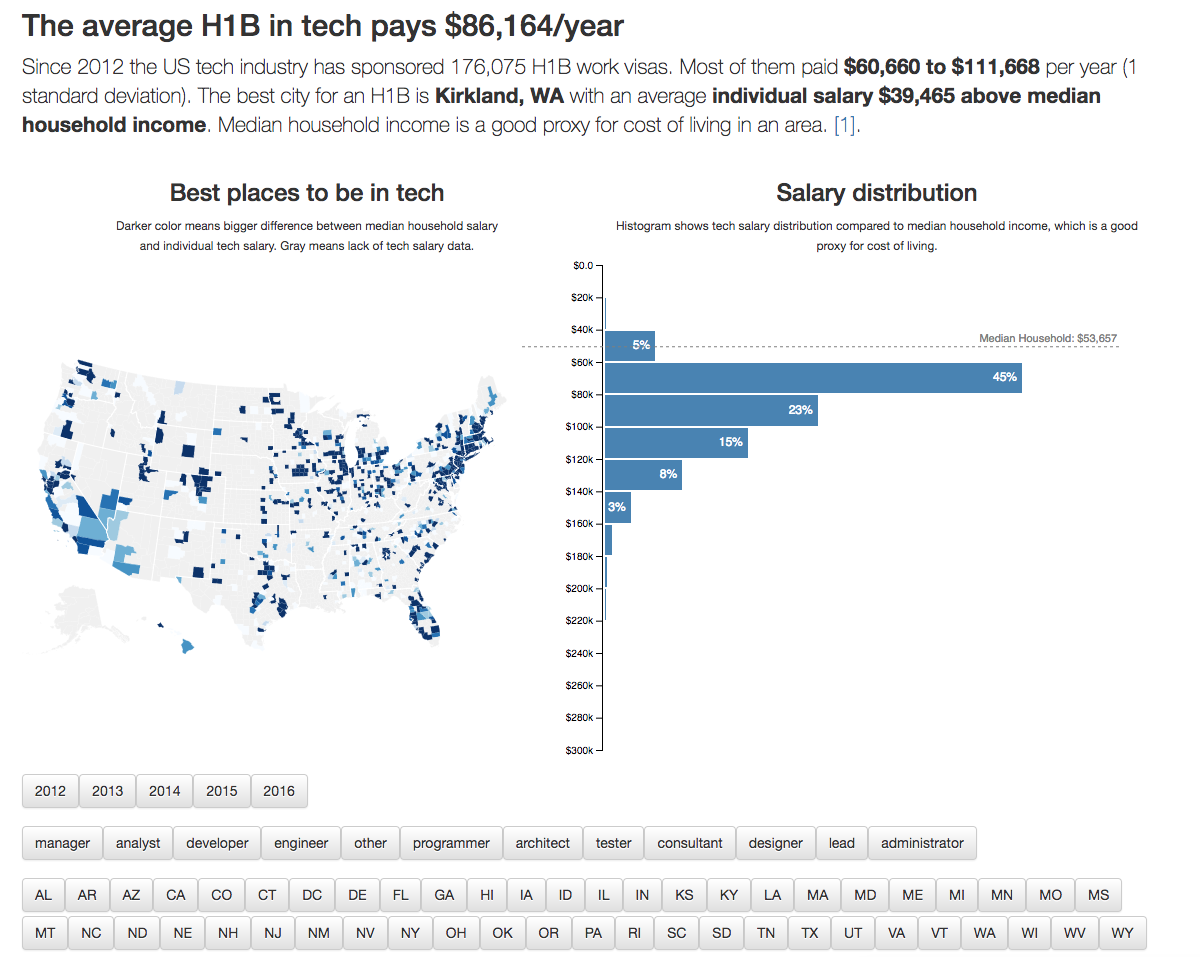 The average H1B in tech pays $86,164/year
Since 2012 the US tech industry has sponsored 176,075 H1B work visas. Most of them paid $60,660 to $111,668 per year (1
standard deviation). The best city for an H1B is Kirkland, WA with an average individual salary $39,465 above median
household income. Median household income is a good proxy for cost of living in an area. [1].
Best places to be in tech
Darker color means bigger difference between median household salary
and individual tech salary. Gray means lack of tech salary data.
Salary distribution
Histogram shows tech salary distribution compared to median household income, which is a good
proxy for cost of living.
$0.0
$20k
$40k
Median Household: $53,657
5%
$60k
45%
$80k
23%
$100k
15%
$120k
8%
$140k
3%
$160k
$180k
$200k
$220k
$240k
$260k
$280k
$300k
2012 2013 2014 2015 2016
manager analyst developer engineer other programmer architect tester consultant designer lead administrator
AL AR AZ CA CO CT DC DE FL GA HI IA ID IL IN KS KY LA MA MD ME MI MN MO MS
MT NC ND NE NH NJ NM NV NY OH OK OR PA RI SC SD TN TX UT VA VT WA WI WV WY